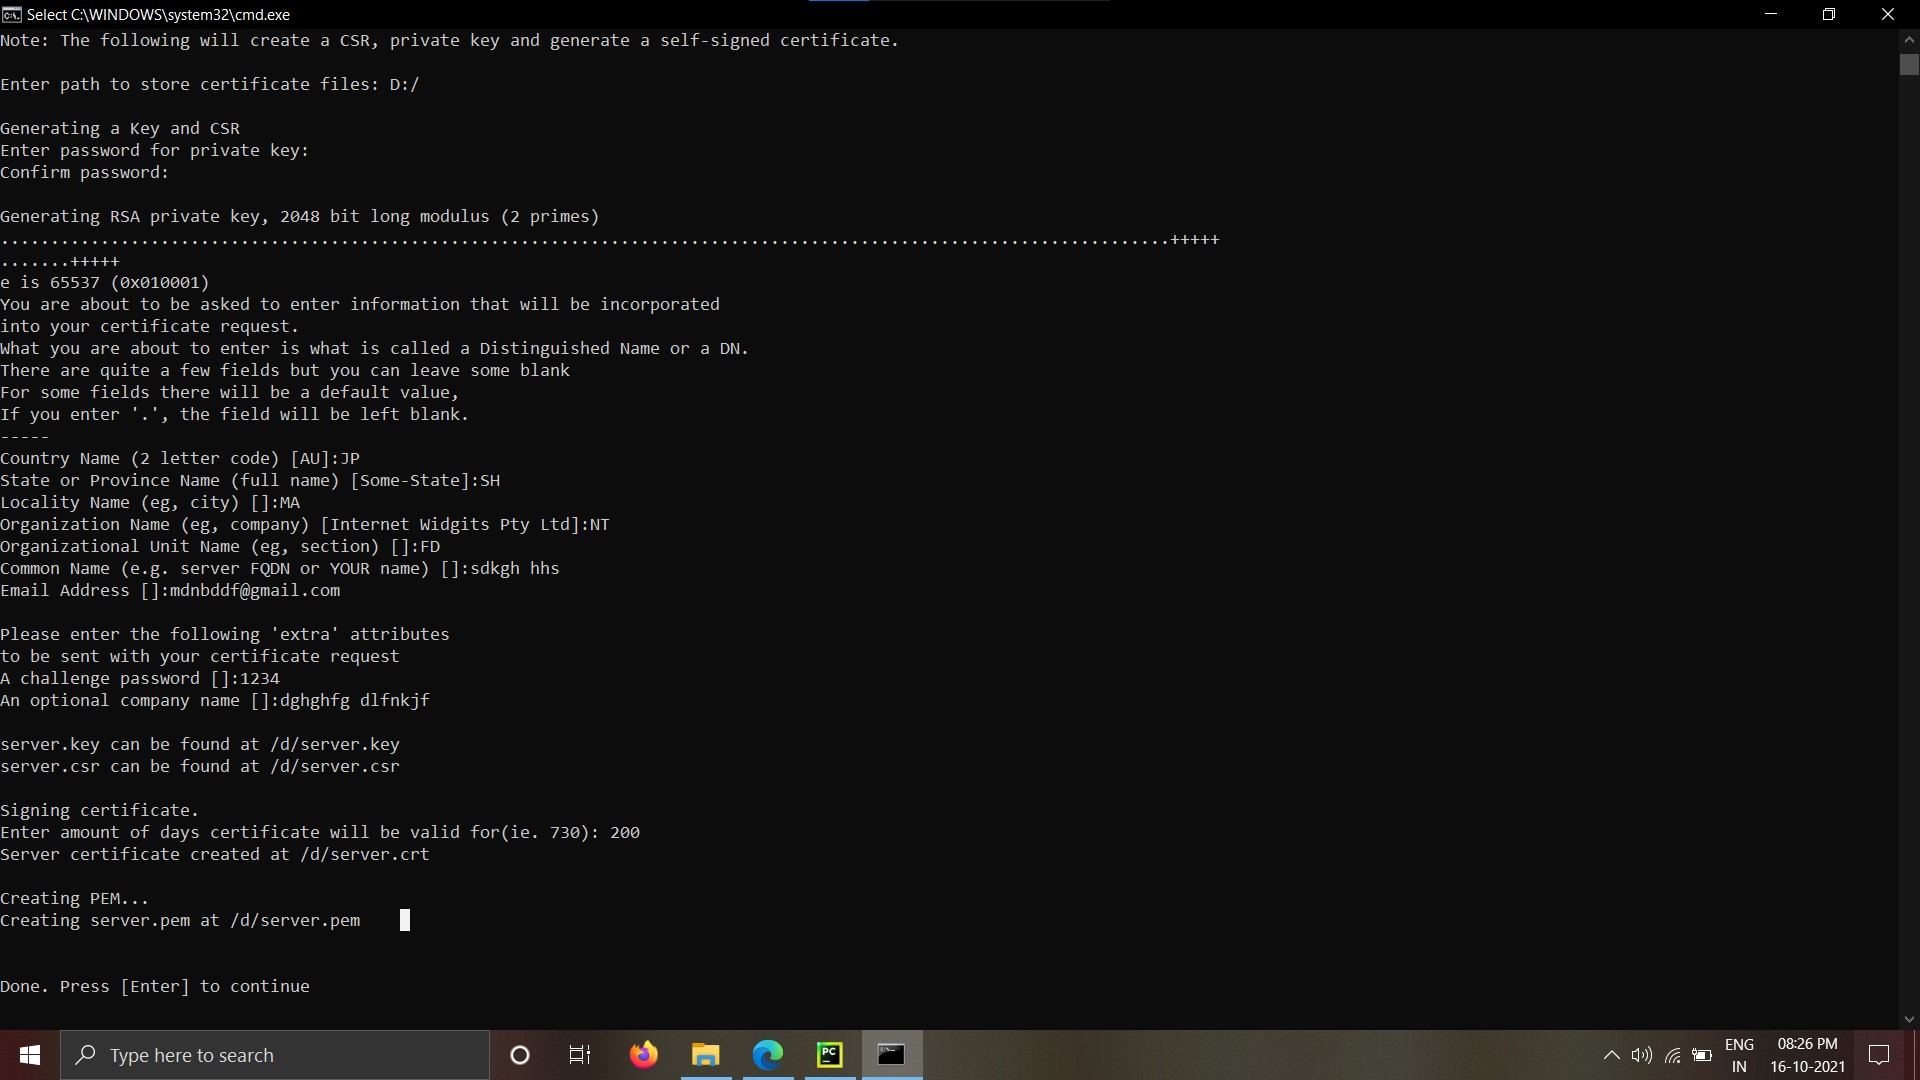 Select C:\WINDOWS\system32\cmd.exe
Note: The following will create a CSR, private key and generate a self-signed certificate.
Enter path to store certificate files: D:/
Generating a Key and CSR
Enter password for private key:
Confirm password:
Generating RSA private key, 2048 bit long modulus (2 primes)
.....................................................................................................................+++++
.......+++++
e is 65537 (0x010001)
You are about to be asked to enter information that will be incorporated
into your certificate request.
What you are about to enter is what is called a Distinguished Name or a DN.
There are quite a few fields but you can leave some blank
For some fields there will be a default value,
If you enter '.', the field will be left blank.
-----
Country Name (2 letter code) [AU]:JP
State or Province Name (full name) [Some-State]:SH
Locality Name (eg, city) []:MA
Organization Name (eg, company) [Internet Widgits Pty Ltd]:NT
Organizational Unit Name (eg, section) []:FD
Common Name (e.g. server FQDN or YOUR name) []:sdkgh hhs
Email Address []:mdnbddf@gmail.com
Please enter the following 'extra' attributes
to be sent with your certificate request
A challenge password []:1234
An optional company name []:dghghfg dlfnkjf
server.key can be found at /d/server.key
server.csr can be found at /d/server.csr
Signing certificate.
Enter amount of days certificate will be valid for(ie. 730): 200
Server certificate created at /d/server.crt
Creating PEM...
Creating server.pem at /d/server.pem
Done. Press [Enter] to continue
Type here to search
PC
ENG
IN
08:26 PM
16-10-2021